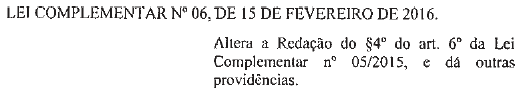 LEI COMPLEMENTAR Nº 06, DE 15 DE FEVEREIRO DE 2016.
Altera a Redação do §4º do art. 6º da Lei
Complementar nº 05/2015, e dá outras
providências.